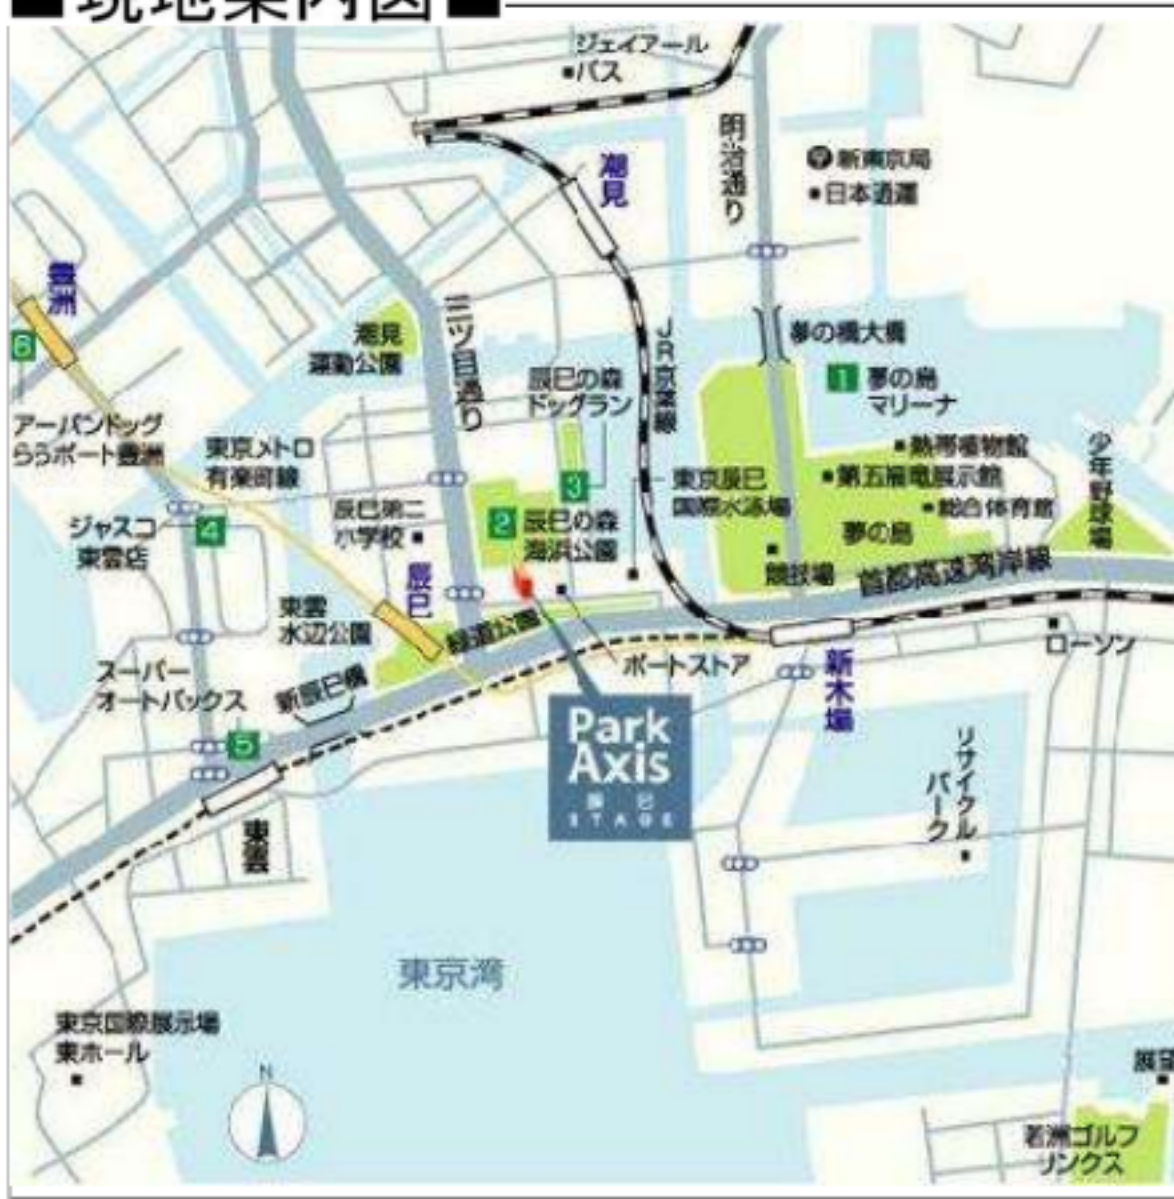 ■現地案内図■
ジェイアール
バス
明治通り
潮見
新東京局
日本通運
豊洲
6
潮見
運動公園
三ツ目通り
JR京葉線
夢の橋大橋
1
夢の島
マリーナ
辰巳の森
ドッグラン
アーバンドッグ
ららポート豊洲
東京メトロ
有楽町線
熱帯植物館
第五福竜展示館
総合体育館
少年野球場
3
東京辰巳
国際水泳場
夢の島
ジャスコ
東雲店
4
辰巳第二
小学校
2
辰巳の森
海浜公園
競技場
首都高速湾岸線
辰巳
東雲
水辺公園
緑道公園
ローソン
ポートストア
新木場
スーパー
オートバックス
新辰巳橋
5
Park
Axis
辰巳
STAGE
リサイクル
パーク
東雲
東京湾
東京国際展示場
東ホール
N
展望
若洲ゴルフ
リンクス